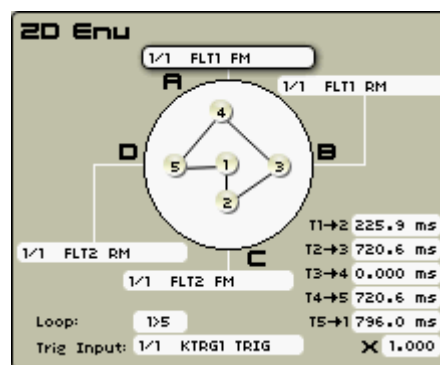 2D Env
1/1 FLT1 FM
A
1/1 FLT1 RM
4
D
5
1
3
B
2
T1→2 225.9 ms
T2→3 720.6 ms
1/1 FLT2 RM
C
T3→4 0.000 ms
1/1 FLT2 FM
T4→5 720.6 ms
Loop: 1>5
T5→1 796.0 ms
Trig Input: 1/1 KTRG1 TRIG
X 1.000